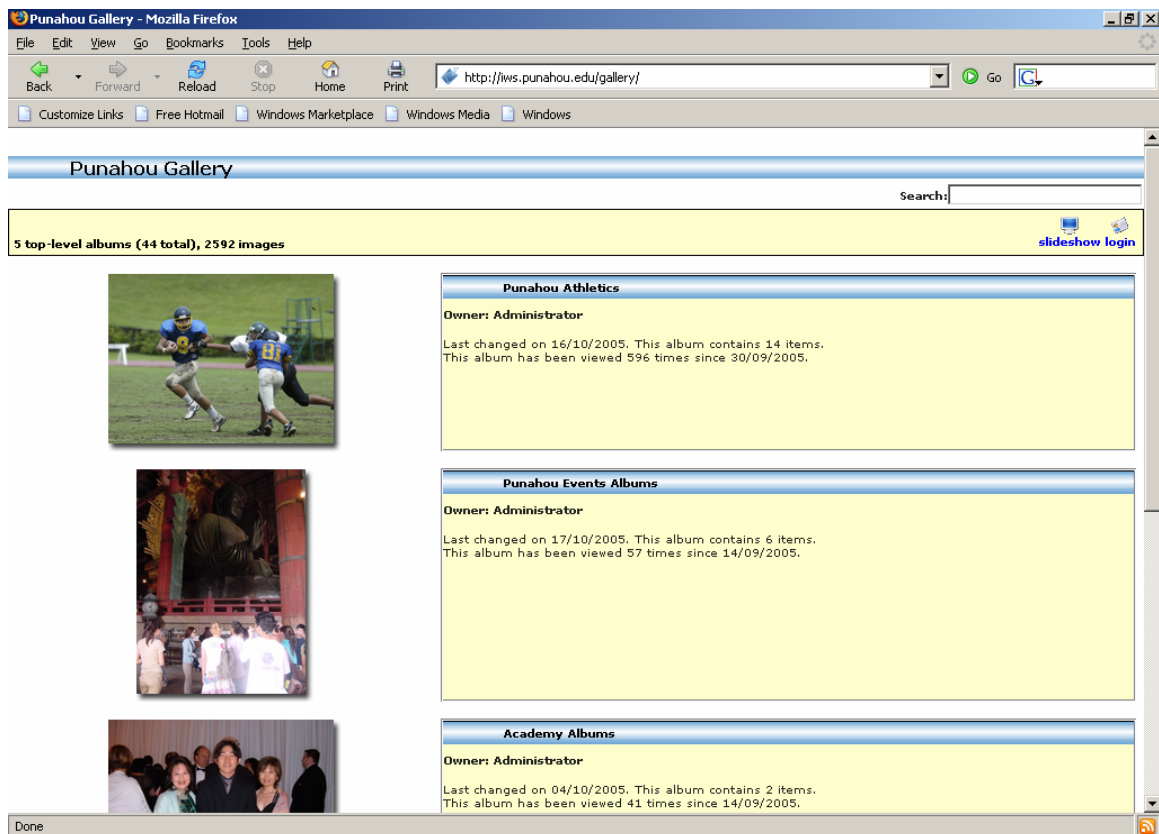 Punahou Gallery - Mozilla Firefox
File Edit View Go Bookmarks Tools Help
Back Forward Reload Stop Home Print http://iws.punahou.edu/gallery/ Go G
Customize Links Free Hotmail Windows Marketplace Windows Media Windows
Punahou Gallery
Search:
5 top-level albums (44 total), 2592 images
slideshow login
Punahou Athletics
Owner: Administrator
Last changed on 16/10/2005. This album contains 14 items.
This album has been viewed 596 times since 30/09/2005.
Punahou Events Albums
Owner: Administrator
Last changed on 17/10/2005. This album contains 6 items.
This album has been viewed 57 times since 14/09/2005.
Academy Albums
Owner: Administrator
Last changed on 04/10/2005. This album contains 2 items.
This album has been viewed 41 times since 14/09/2005.
Done